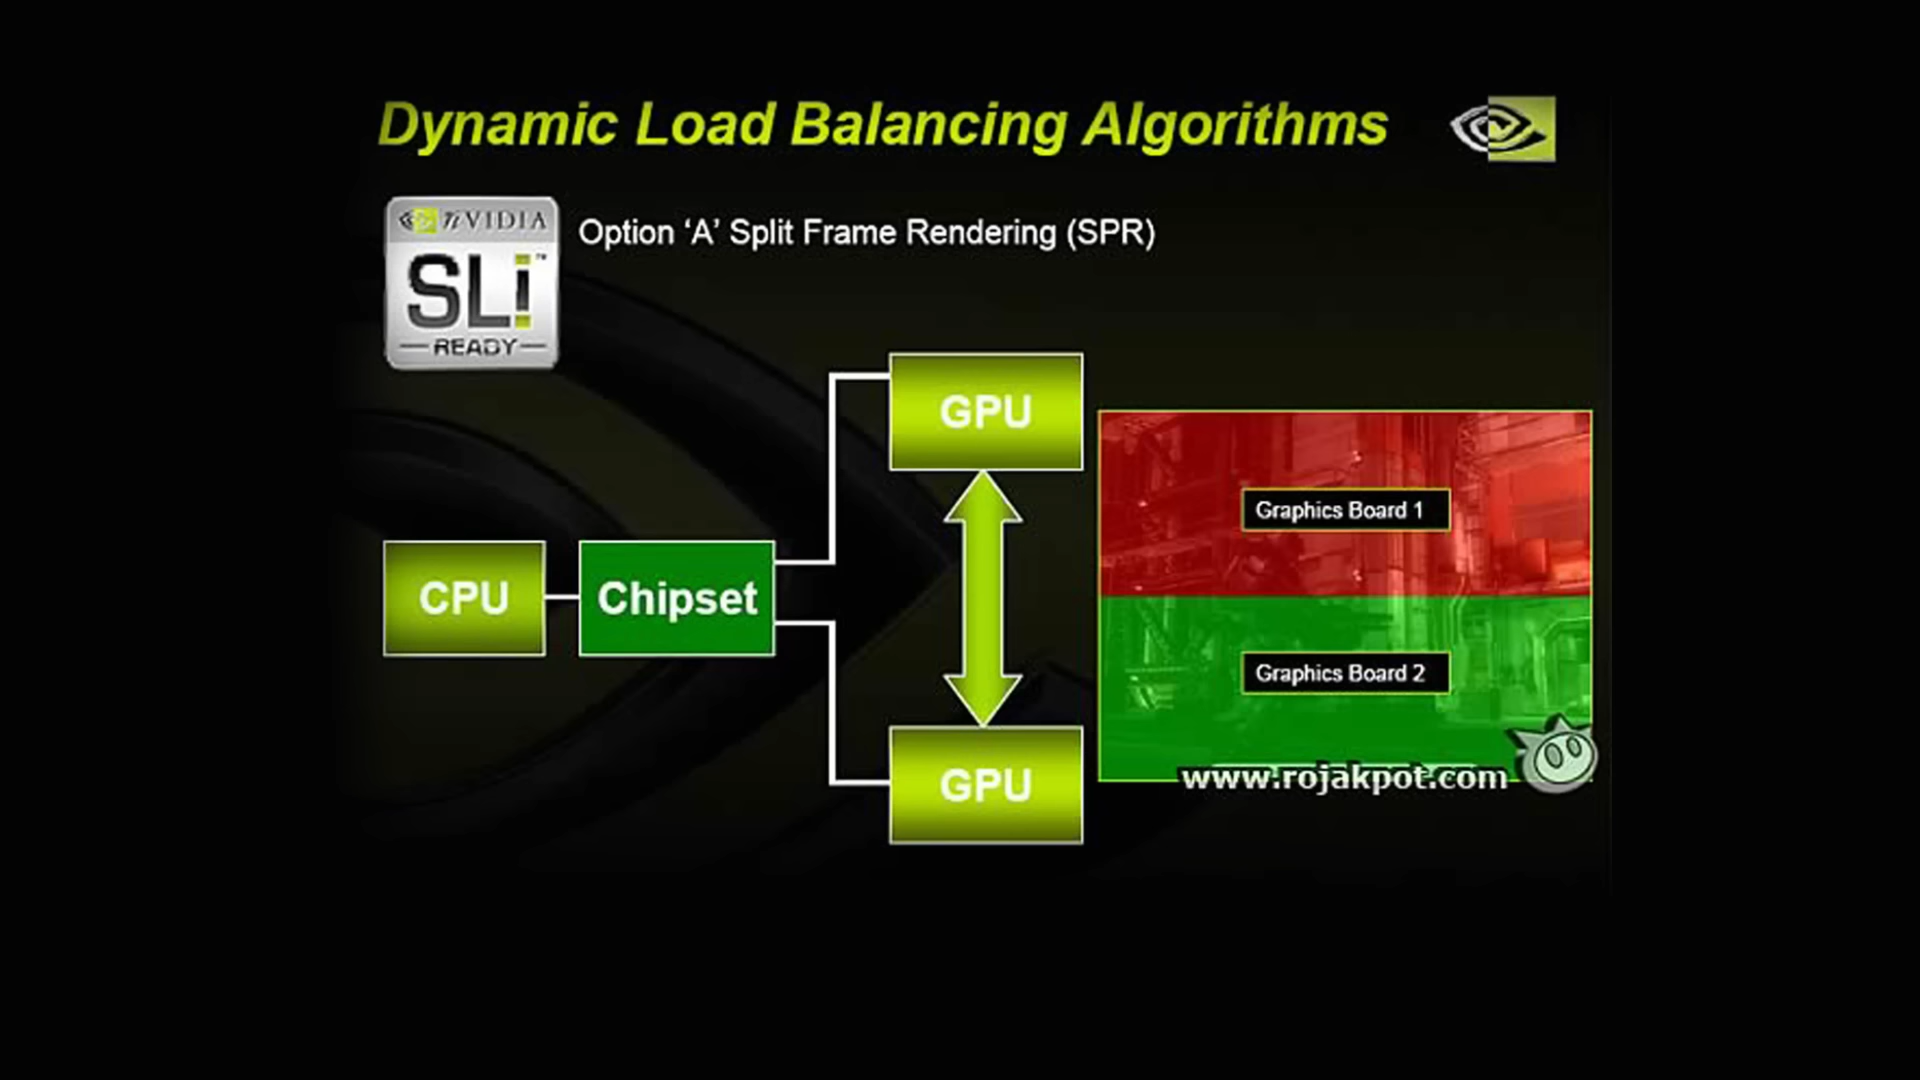 Dynamic Load Balancing Algorithms
nVIDIA
SLi™
READY
Option ‘A’ Split Frame Rendering (SPR)
GPU
Graphics Board 1
CPU
Chipset
Graphics Board 2
GPU
www.rojakpot.com